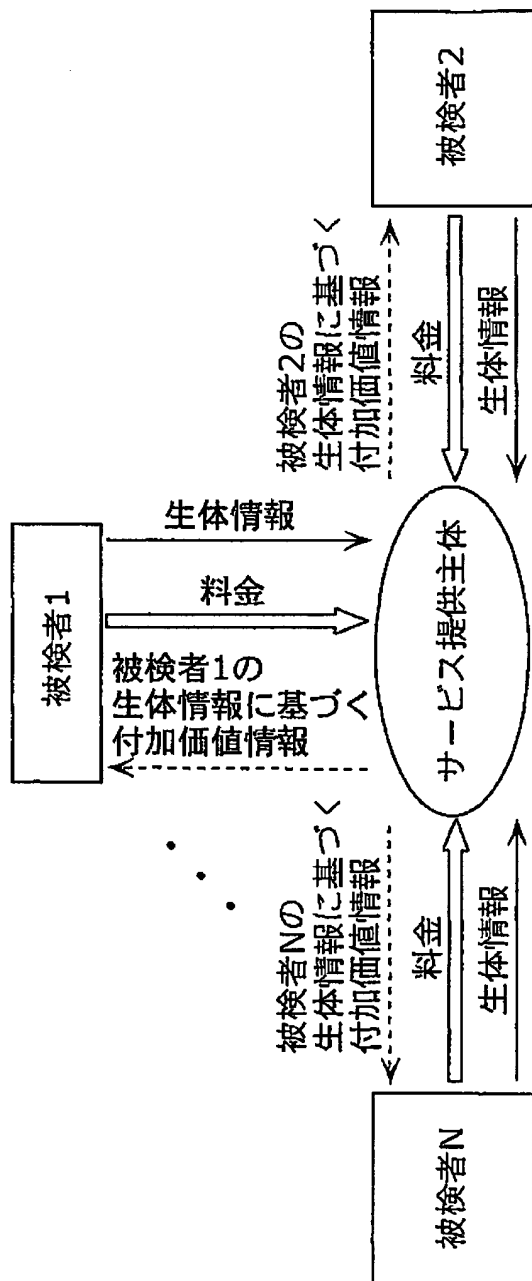 被検者1
生体情報
料金
被検者1の
生体情報に基づく
付加価値情報
被検者2
被検者2の
生体情報に基づく
付加価値情報
料金
生体情報
サービス提供主体
被検者Nの
生体情報に基づく
付加価値情報
料金
生体情報
被検者N